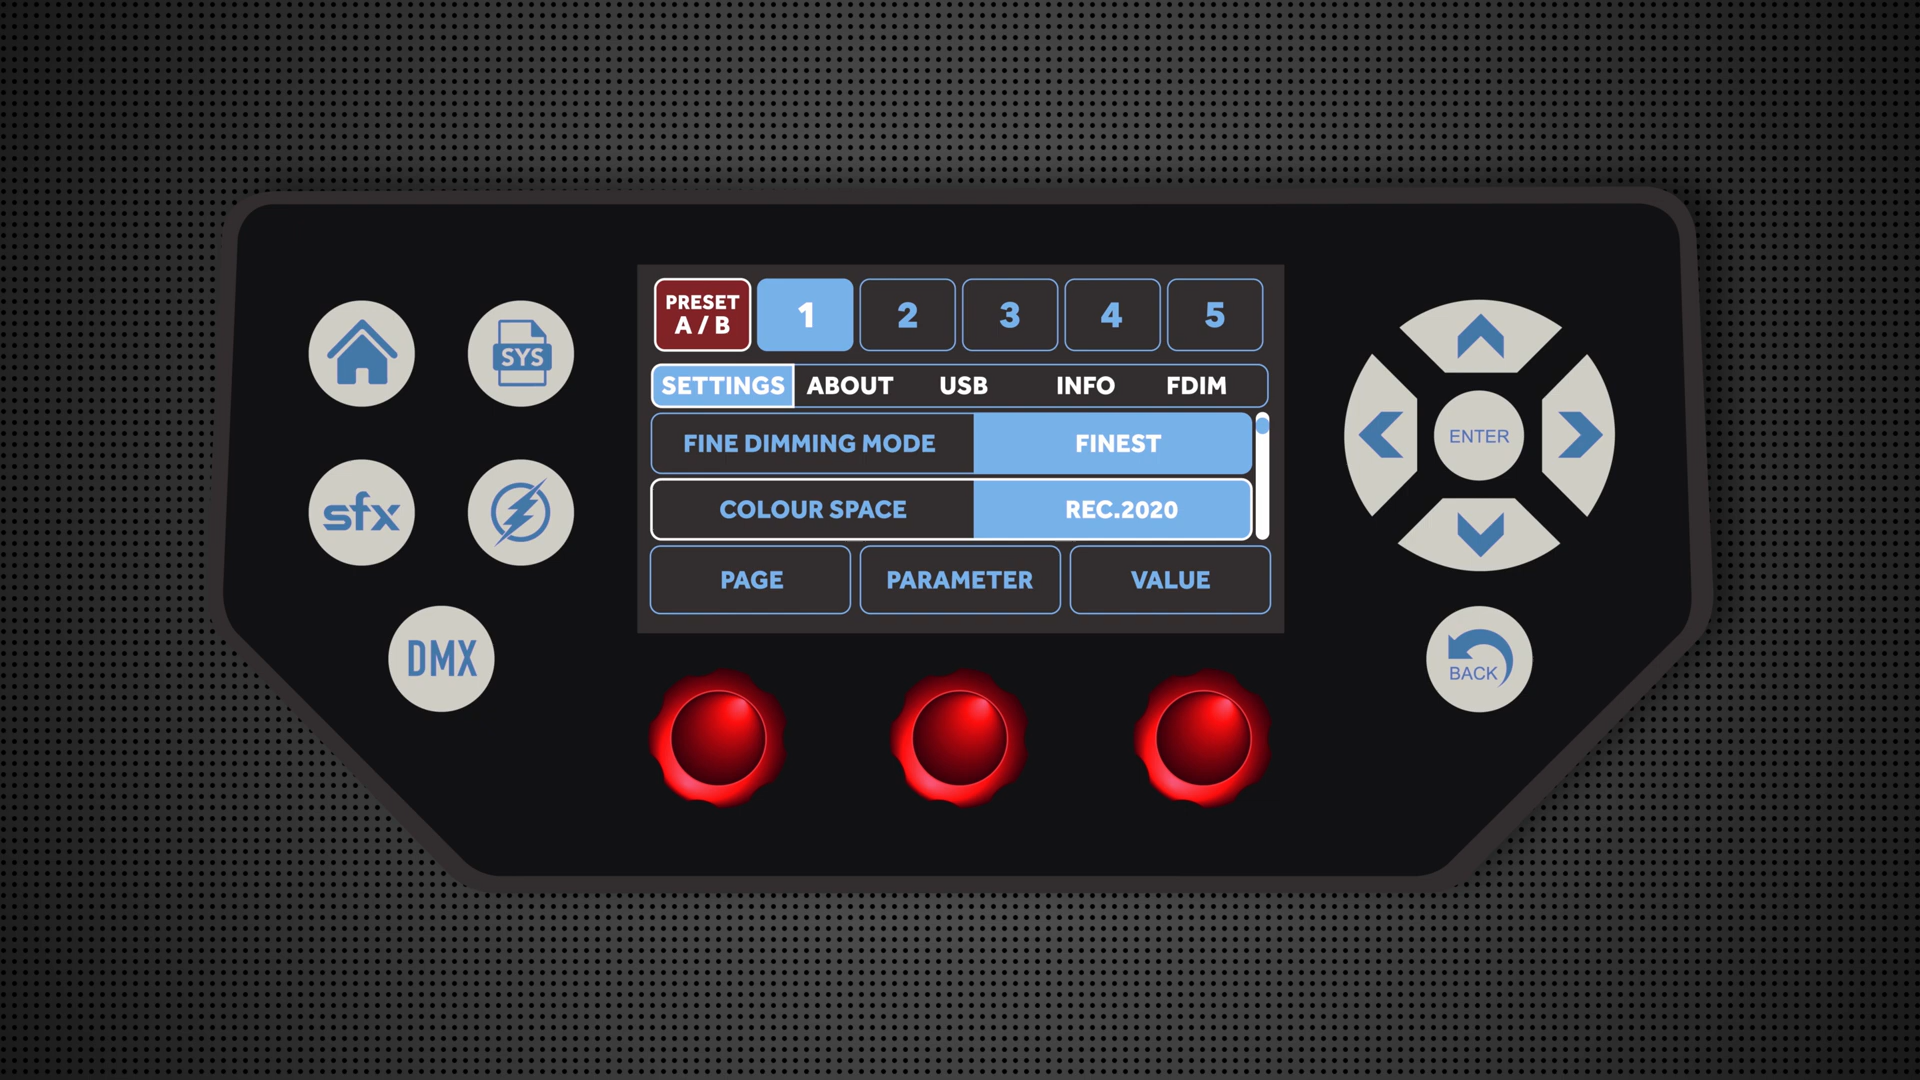 PRESET
A / B
1
2
3
4
5
SETTINGS
ABOUT
USB
INFO
FDIM
FINE DIMMING MODE
FINEST
COLOUR SPACE
REC.2020
PAGE
PARAMETER
VALUE
SYS
sfx
DMX
ENTER
BACK